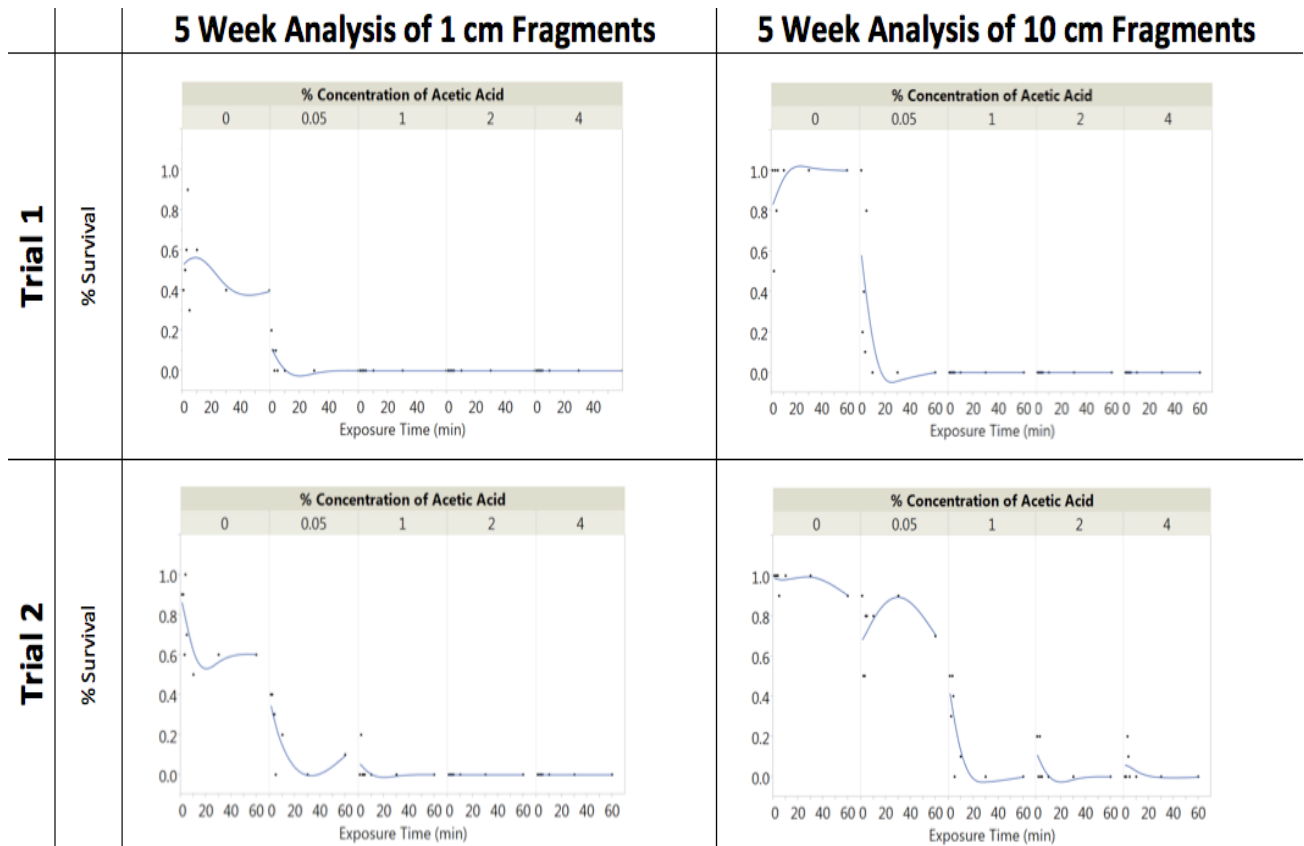 5 Week Analysis of 1 cm Fragments
5 Week Analysis of 10 cm Fragments
Trial 1
% Survival
% Concentration of Acetic Acid
0 0.05 1 2 4
1.0
0.8
0.6
0.4
0.2
0.0
0 20 40 0 20 40 0 20 40 0 20 40 0 20 40
Exposure Time (min)
% Concentration of Acetic Acid
0 0.05 1 2 4
1.0
0.8
0.6
0.4
0.2
0.0
0 20 40 60 0 20 40 60 0 20 40 60 0 20 40 60 0 20 40 60
Exposure Time (min)
Trial 2
% Survival
% Concentration of Acetic Acid
0 0.05 1 2 4
1.0
0.8
0.6
0.4
0.2
0.0
0 20 40 60 0 20 40 60 0 20 40 60 0 20 40 60 0 20 40 60
Exposure Time (min)
% Concentration of Acetic Acid
0 0.05 1 2 4
1.0
0.8
0.6
0.4
0.2
0.0
0 20 40 60 0 20 40 60 0 20 40 60 0 20 40 60 0 20 40 60
Exposure Time (min)